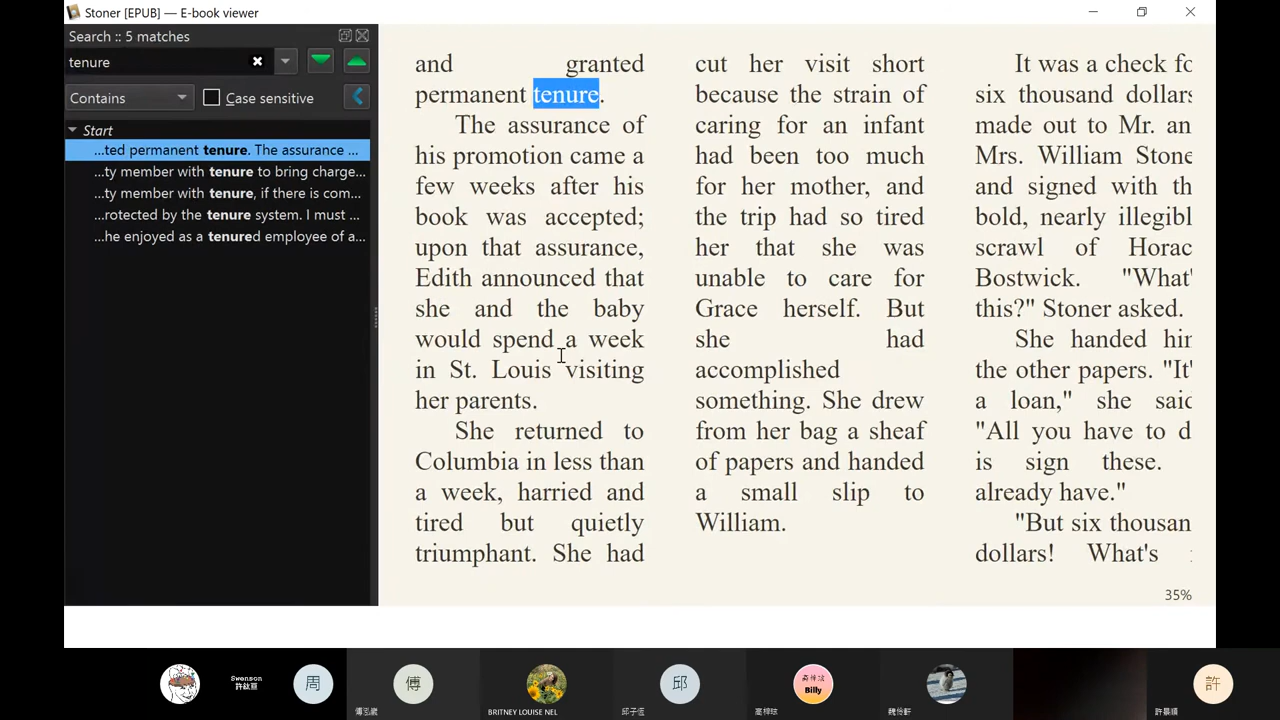 Stoner [EPUB] — E-book viewer
Search :: 5 matches
tenure
Contains
Case sensitive
Start
...ted permanent tenure. The assurance ...
...ty member with tenure to bring charge...
...ty member with tenure, if there is com...
...rotected by the tenure system. I must ...
...he enjoyed as a tenured employee of a...
and granted
permanent tenure.
The assurance of
his promotion came a
few weeks after his
book was accepted;
upon that assurance,
Edith announced that
she and the baby
would spend a week
in St. Louis visiting
her parents.
She returned to
Columbia in less than
a week, harried and
tired but quietly
triumphant. She had
cut her visit short
because the strain of
caring for an infant
had been too much
for her mother, and
the trip had so tired
her that she was
unable to care for
Grace herself. But
she had
accomplished
something. She drew
from her bag a sheaf
of papers and handed
a small slip to
William.
It was a check fo
six thousand dollars
made out to Mr. an
Mrs. William Stone
and signed with th
bold, nearly illegibl
scrawl of Horac
Bostwick. "What'
this?" Stoner asked.
She handed hin
the other papers. "It'
a loan," she said
"All you have to d
is sign these.
already have."
"But six thousan
dollars! What's
35%
Swenson
周
傅
傅泓崴
BRITNEY LOUISE NEL
邱
Billy
許